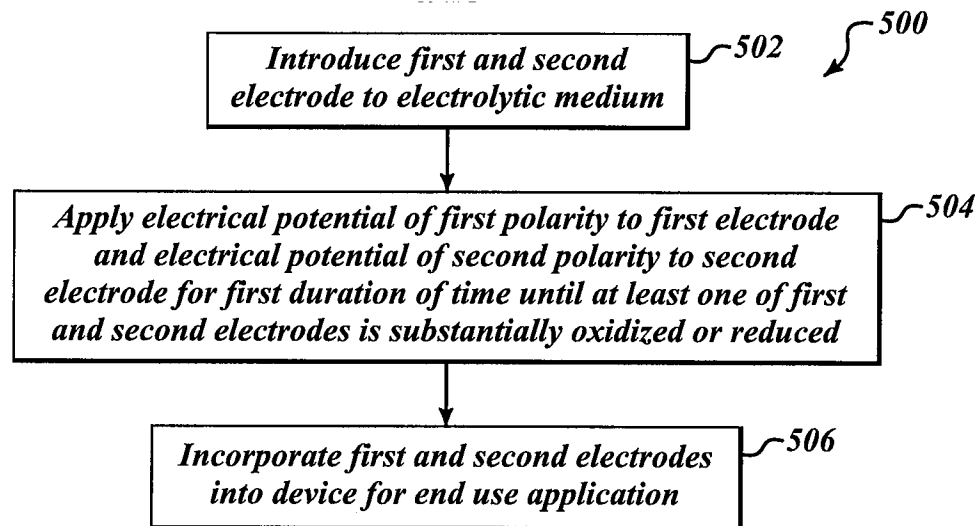 500
502
Introduce first and second
electrode to electrolytic medium
504
Apply electrical potential of first polarity to first electrode
and electrical potential of second polarity to second
electrode for first duration of time until at least one of first
and second electrodes is substantially oxidized or reduced
506
Incorporate first and second electrodes
into device for end use application